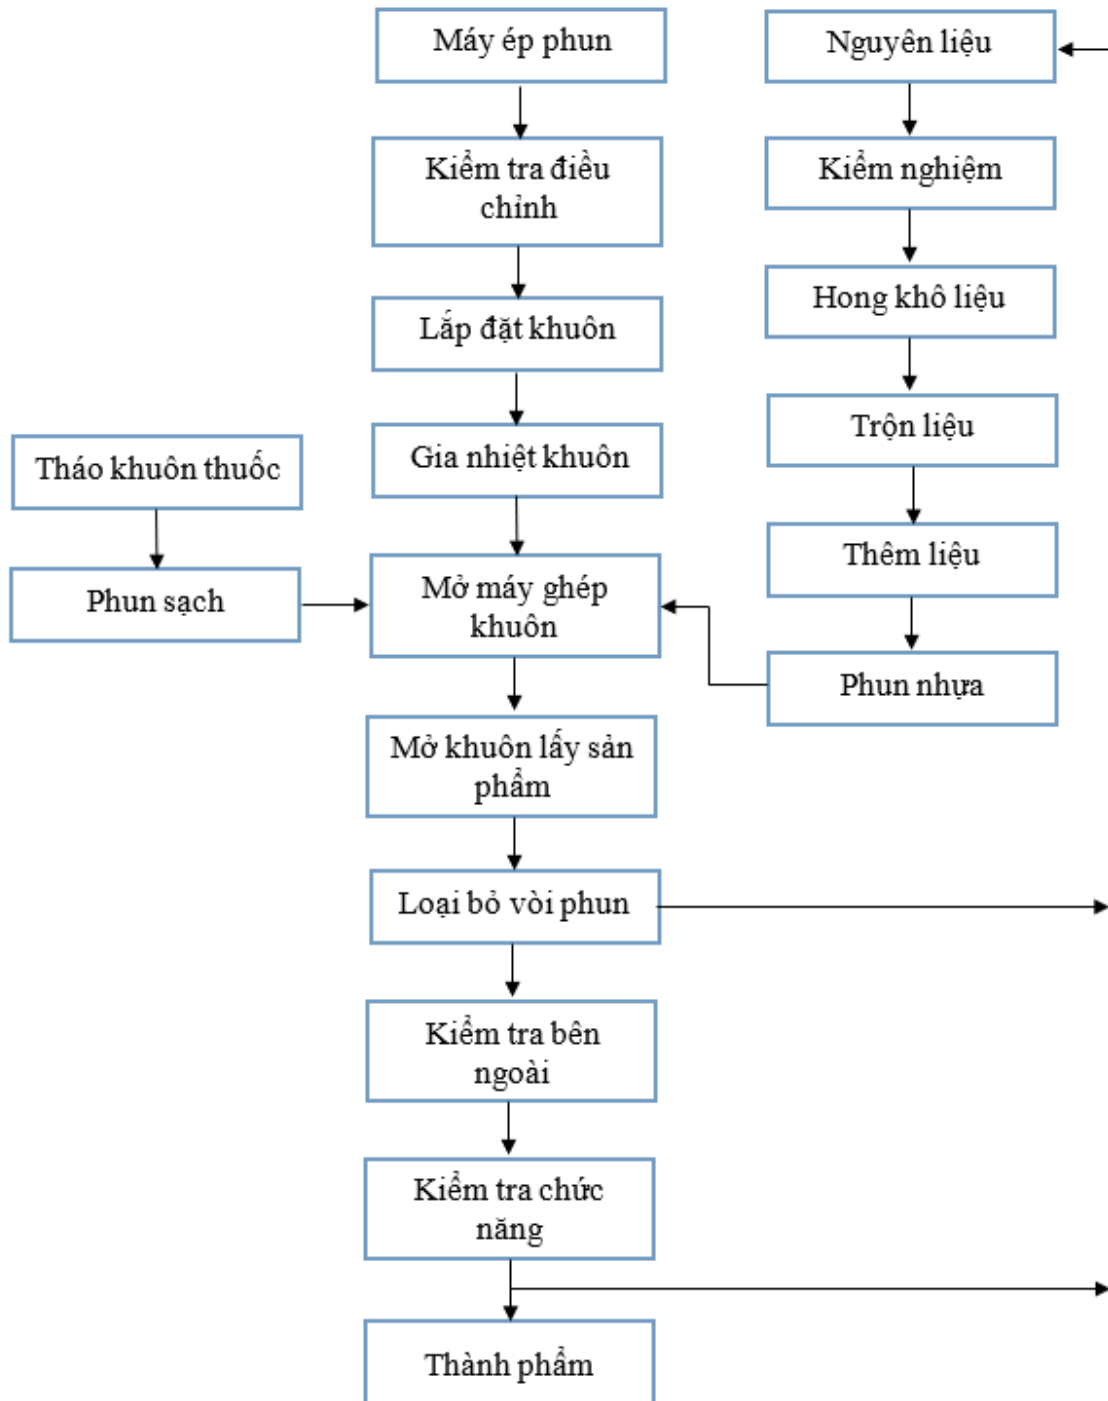 Máy ép phun
Nguyên liệu
Kiểm tra điều
chỉnh
Kiểm nghiệm
Lắp đặt khuôn
Hong khô liệu
Gia nhiệt khuôn
Trộn liệu
Tháo khuôn thuốc
Thêm liệu
Phun sạch
Mở máy ghép
khuôn
Phun nhựa
Mở khuôn lấy sản
phẩm
Loại bỏ vòi phun
Kiểm tra bên
ngoài
Kiểm tra chức
năng
Thành phẩm